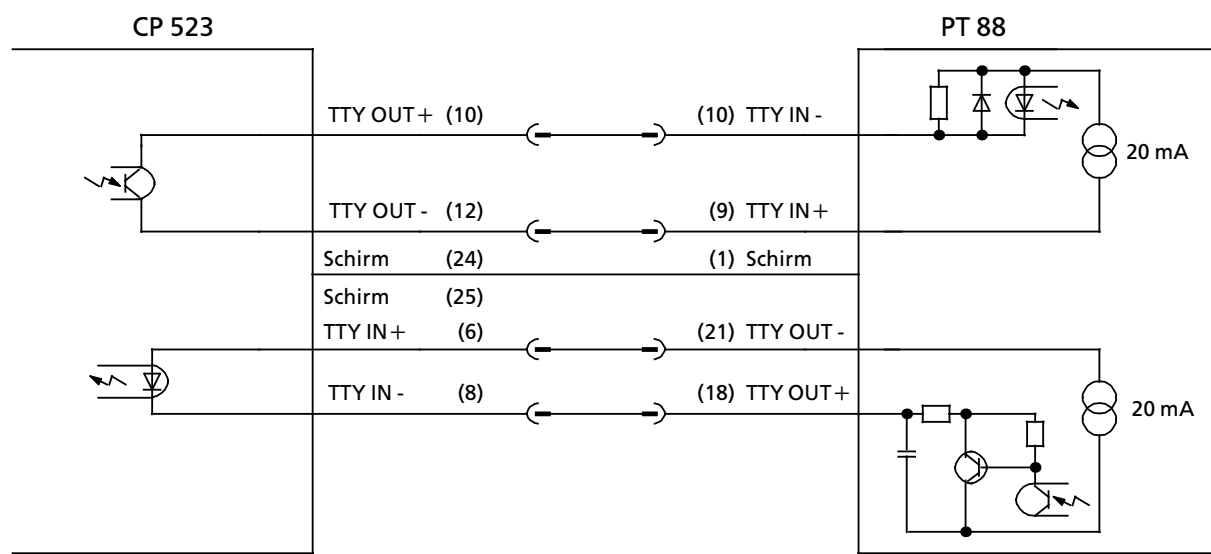 CP 523 PT 88
TTY OUT+ (10) (10) TTY IN -
20 mA
TTY OUT - (12) (9) TTY IN+
Schirm (24) (1) Schirm
Schirm (25)
TTY IN+ (6) (21) TTY OUT -
TTY IN - (8) (18) TTY OUT+
20 mA